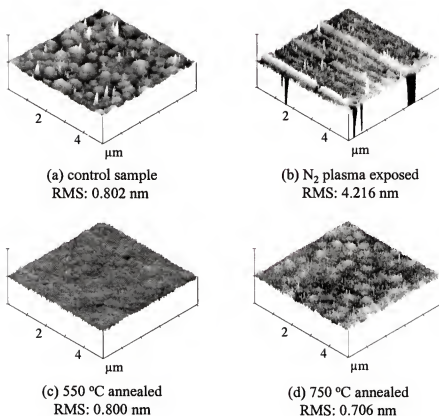 2
4
µm
(a) control sample
RMS: 0.802 nm
2
4
µm
(b) N₂ plasma exposed
RMS: 4.216 nm
2
4
µm
(c) 550 °C annealed
RMS: 0.800 nm
2
4
µm
(d) 750 °C annealed
RMS: 0.706 nm